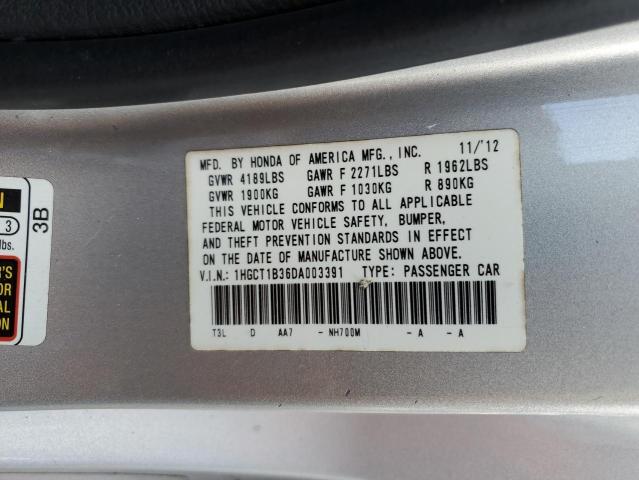 MFD. BY HONDA OF AMERICA MFG., INC. 11/'12
GVWR 4189LBS GAWR F 2271LBS R 1962LBS
GVWR 1900KG GAWR F 1030KG R 890KG
THIS VEHICLE CONFORMS TO ALL APPLICABLE
FEDERAL MOTOR VEHICLE SAFETY, BUMPER,
AND THEFT PREVENTION STANDARDS IN EFFECT
ON THE DATE OF MANUFACTURE SHOWN ABOVE.
V.I.N.: 1HGCT1B36DA003391 TYPE: PASSENGER CAR
T3L D AA7 - NH700M - A - A
3
lbs.
3B